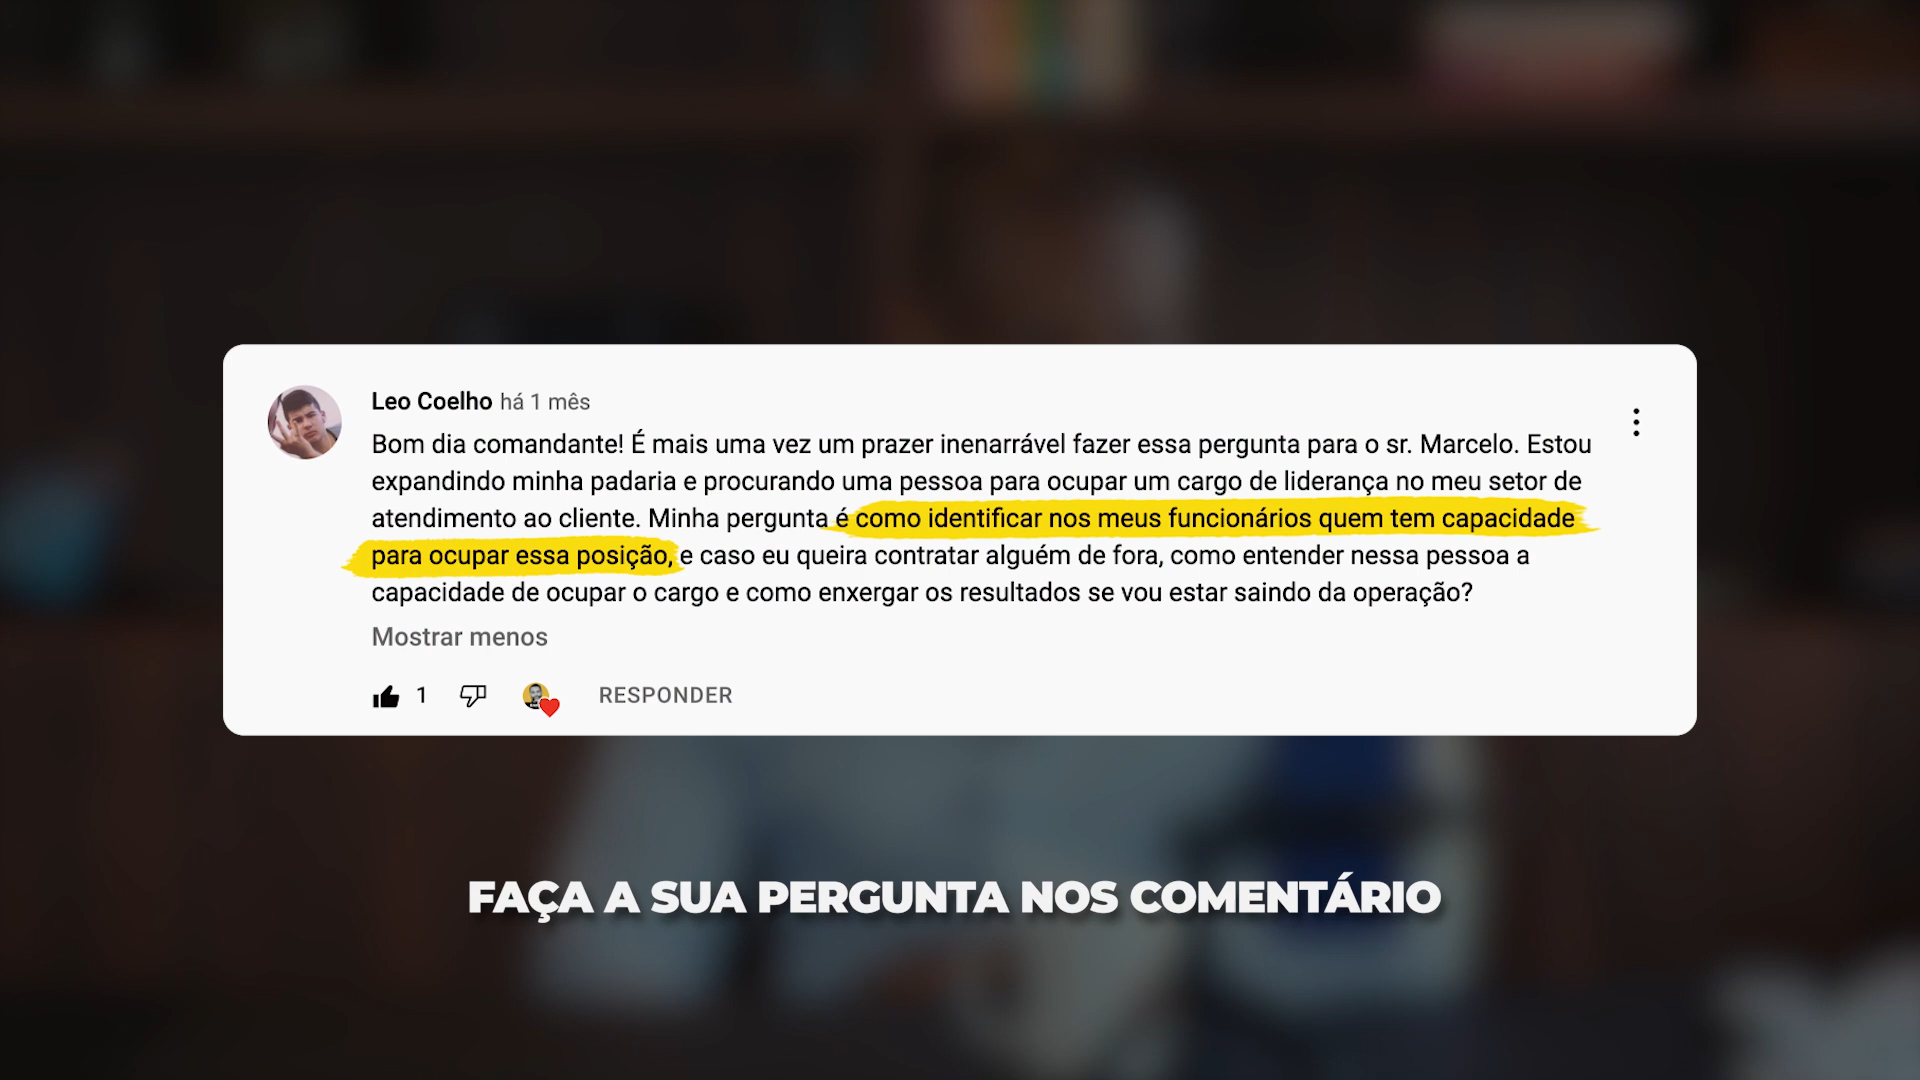 Leo Coelho há 1 mês
Bom dia comandante! É mais uma vez um prazer inenarrável fazer essa pergunta para o sr. Marcelo. Estou
expandindo minha padaria e procurando uma pessoa para ocupar um cargo de liderança no meu setor de
atendimento ao cliente. Minha pergunta é como identificar nos meus funcionários quem tem capacidade
para ocupar essa posição, e caso eu queira contratar alguém de fora, como entender nessa pessoa a
capacidade de ocupar o cargo e como enxergar os resultados se vou estar saindo da operação?
Mostrar menos
1 RESPONDER
FAÇA A SUA PERGUNTA NOS COMENTÁRIO